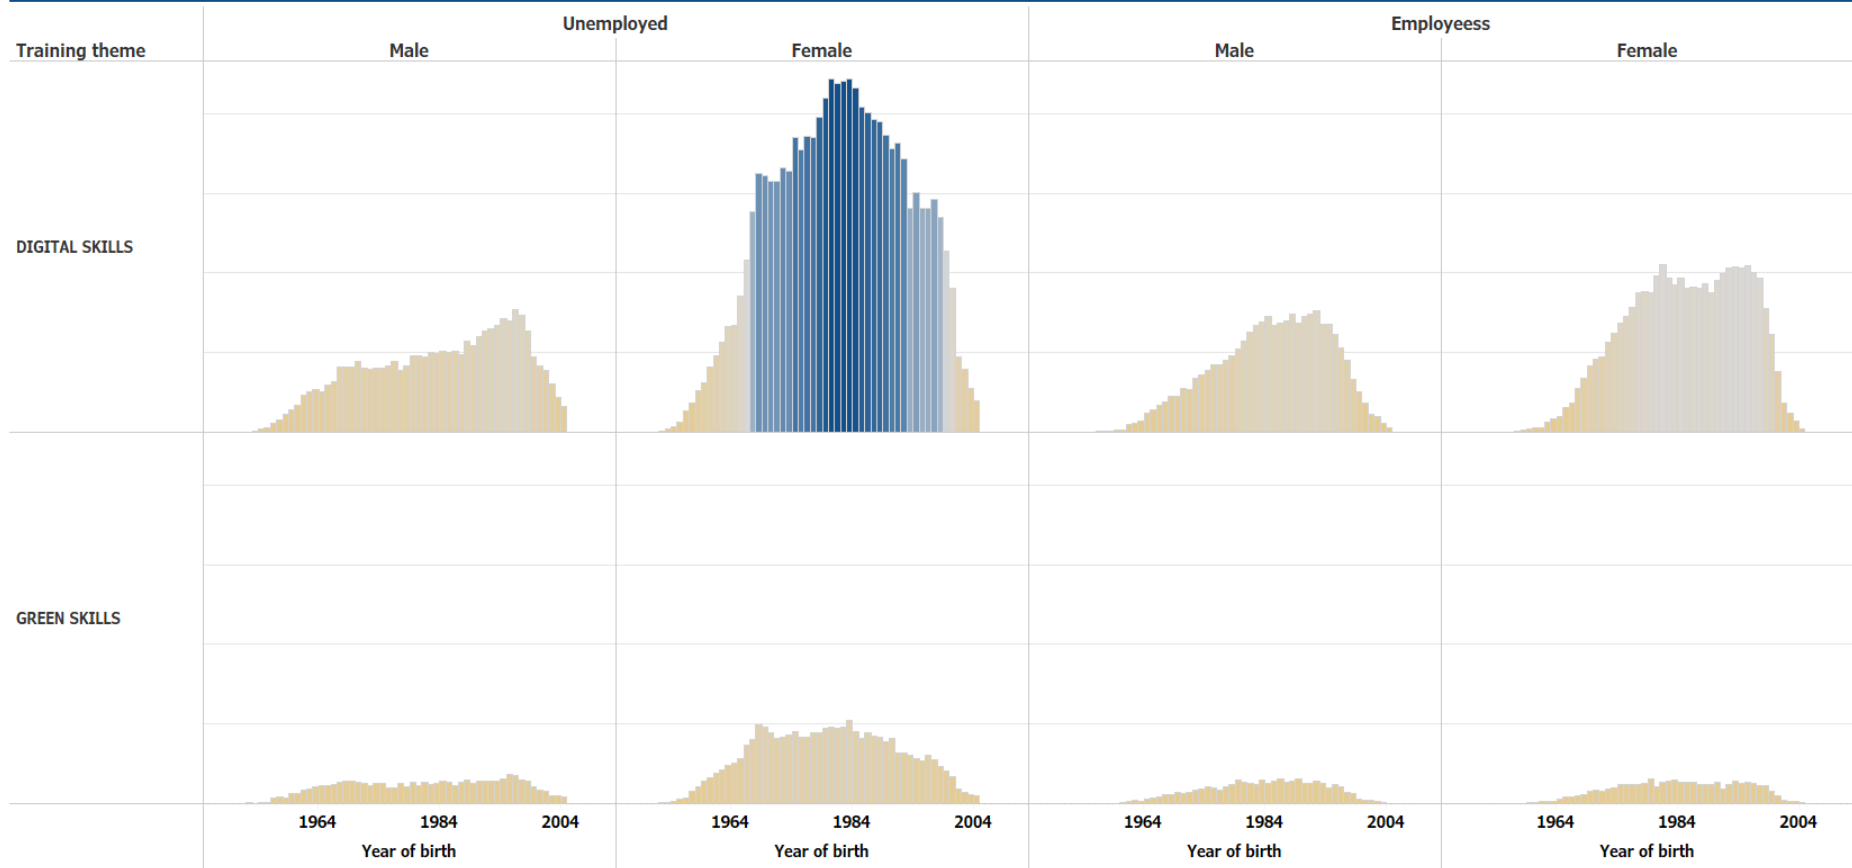 Unemployed Employeess
Training theme Male Female Male Female
DIGITAL SKILLS
GREEN SKILLS
1964 1984 2004 1964 1984 2004 1964 1984 2004 1964 1984 2004
Year of birth Year of birth Year of birth Year of birth